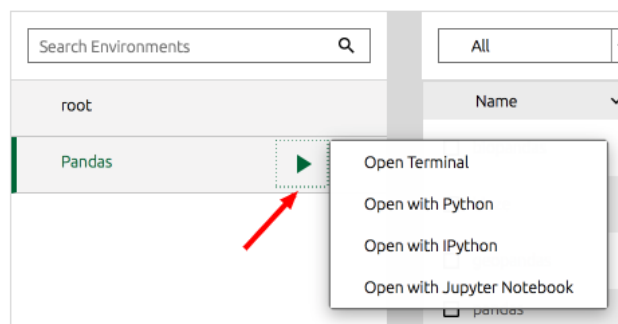 Search Environments
All
root
Name
Pandas
Open Terminal
Open with Python
Open with IPython
Open with Jupyter Notebook
pandas